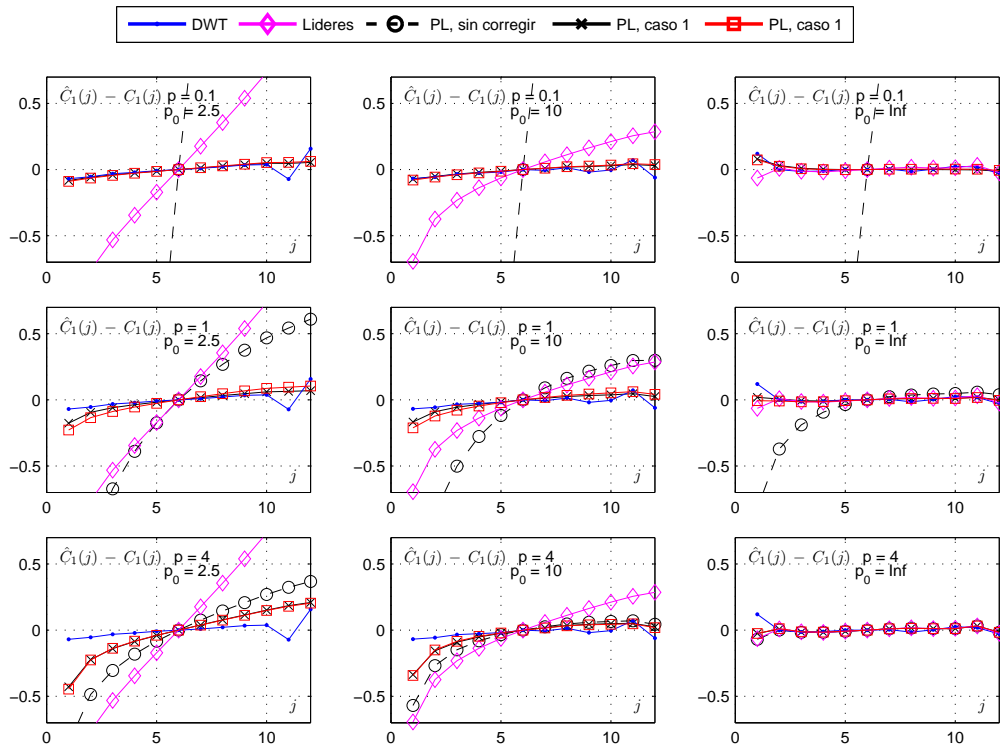 DWT Lideres PL, sin corregir PL, caso 1 PL, caso 1
Ĉ₁(j) − C₁(j) p = 0.1
p₀ = 2.5
0.5
0
−0.5
0 5 10
j
Ĉ₁(j) − C₁(j) p = 0.1
p₀ = 10
0.5
0
−0.5
0 5 10
j
Ĉ₁(j) − C₁(j) p = 0.1
p₀ = Inf
0.5
0
−0.5
0 5 10
j
Ĉ₁(j) − C₁(j) p = 1
p₀ = 2.5
0.5
0
−0.5
0 5 10
j
Ĉ₁(j) − C₁(j) p = 1
p₀ = 10
0.5
0
−0.5
0 5 10
j
Ĉ₁(j) − C₁(j) p = 1
p₀ = Inf
0.5
0
−0.5
0 5 10
j
Ĉ₁(j) − C₁(j) p = 4
p₀ = 2.5
0.5
0
−0.5
0 5 10
j
Ĉ₁(j) − C₁(j) p = 4
p₀ = 10
0.5
0
−0.5
0 5 10
j
Ĉ₁(j) − C₁(j) p = 4
p₀ = Inf
0.5
0
−0.5
0 5 10
j